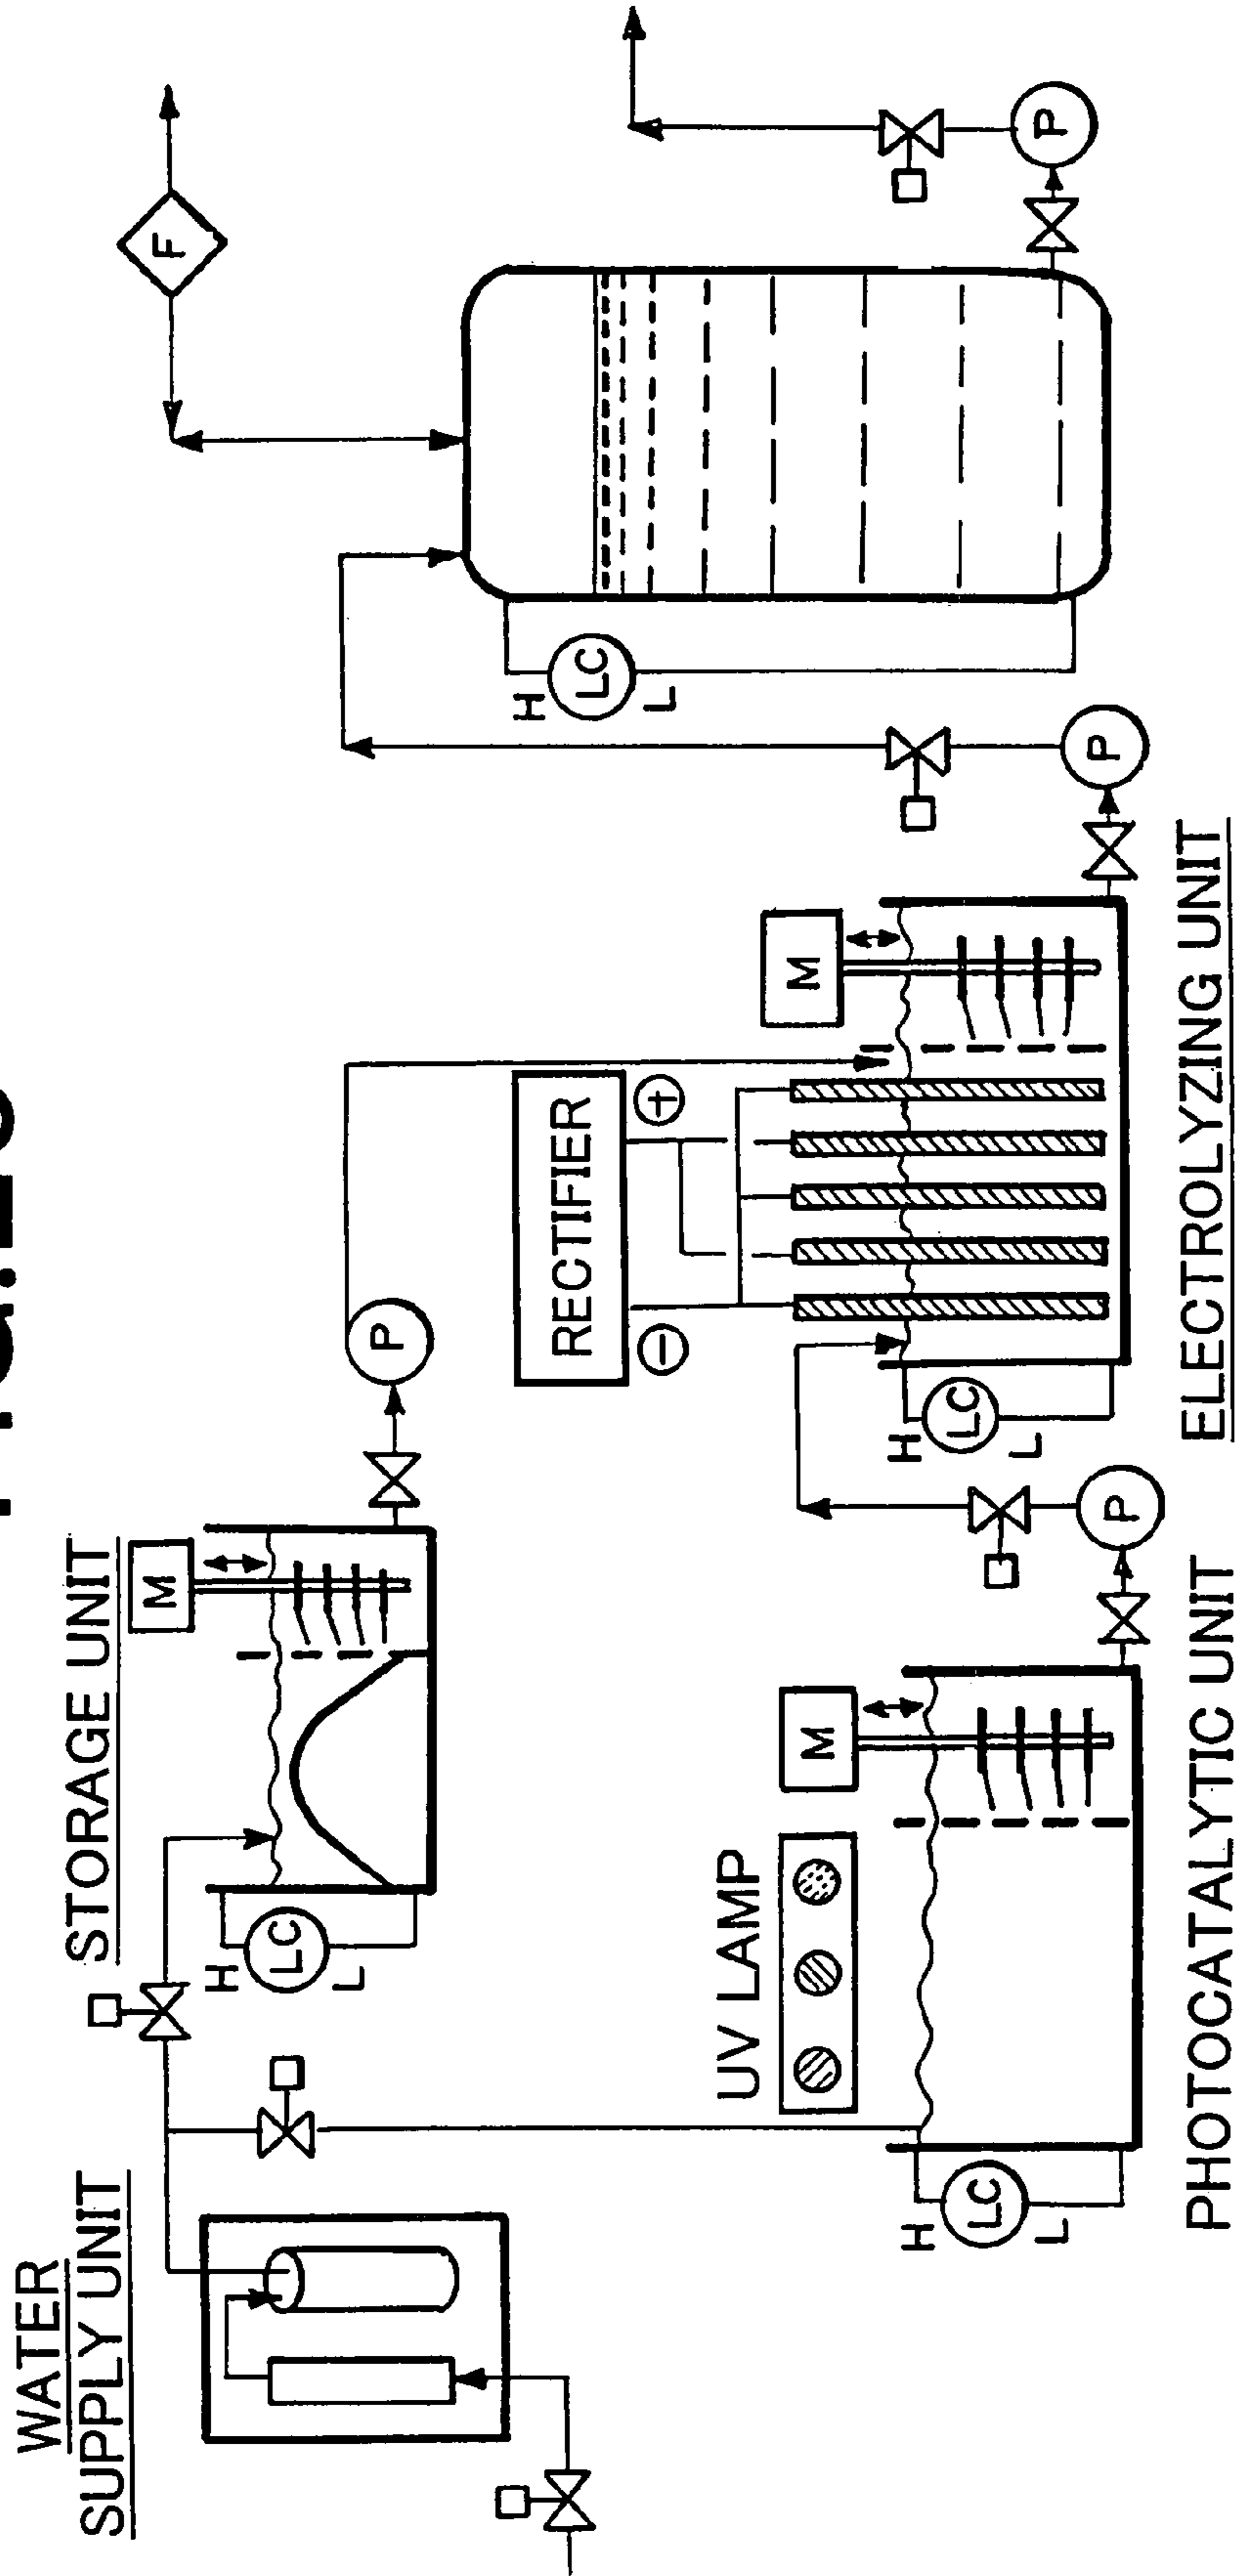 WATER
SUPPLY UNIT
STORAGE UNIT
M
F
H
LC
L
P
H
LC
L
RECTIFIER
−
+
UV LAMP
M
M
H
LC
L
H
LC
L
P
P
P
PHOTOCATALYTIC UNIT
ELECTROLYZING UNIT